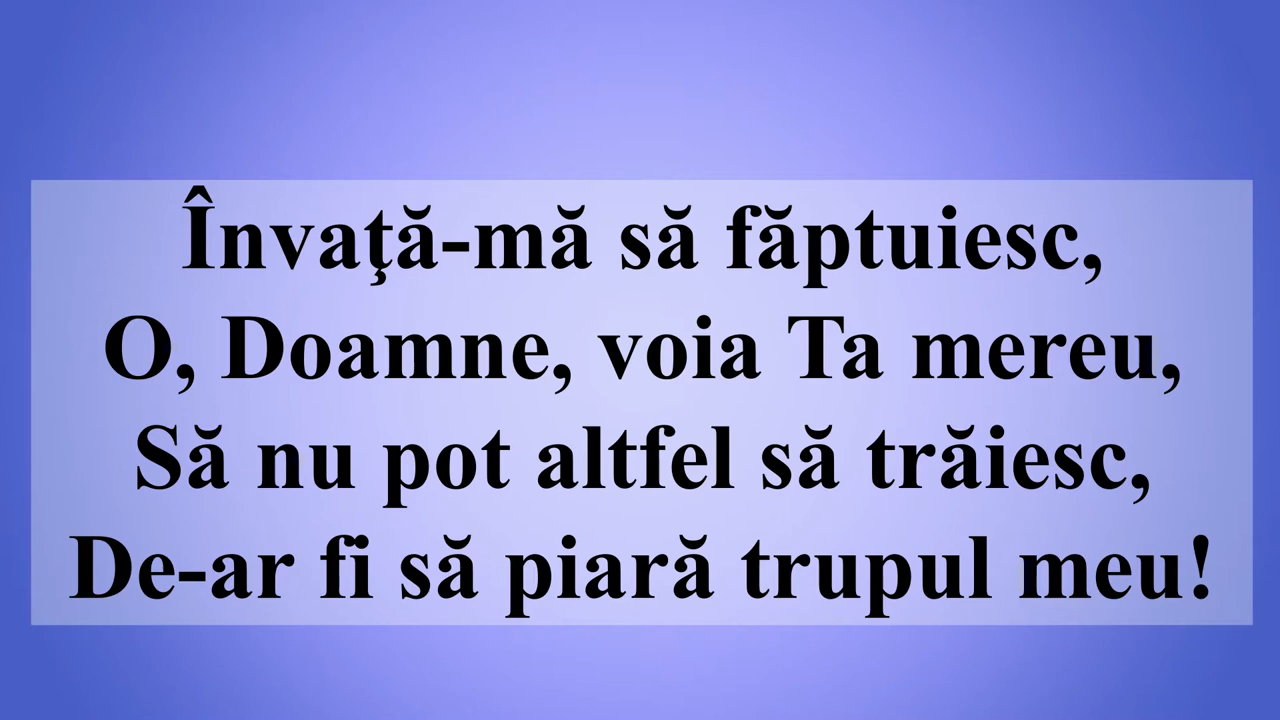 Învaţă-mă să făptuiesc,
O, Doamne, voia Ta mereu,
Să nu pot altfel să trăiesc,
De-ar fi să piară trupul meu!